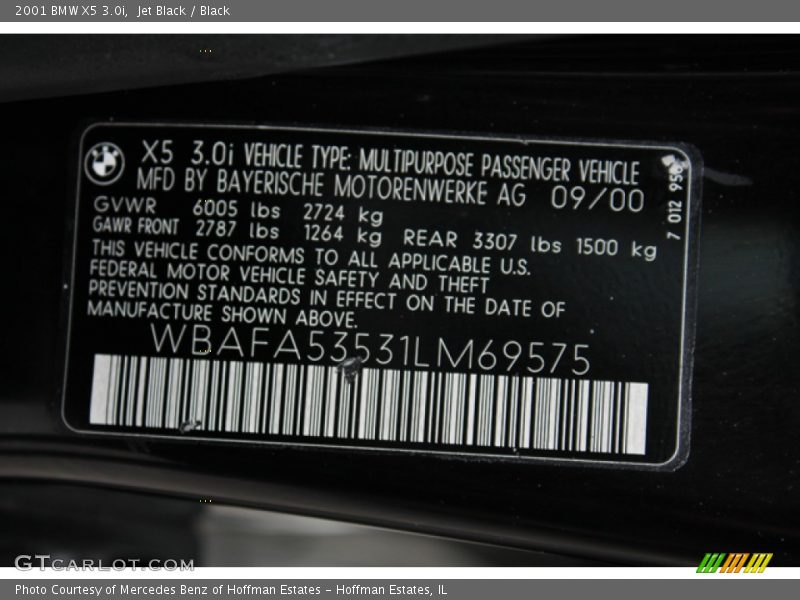 2001 BMW X5 3.0i, Jet Black / Black
X5 3.0i VEHICLE TYPE: MULTIPURPOSE PASSENGER VEHICLE
MFD BY BAYERISCHE MOTORENWERKE AG 09/00
GVWR 6005 lbs 2724 kg
GAWR FRONT 2787 lbs 1264 kg REAR 3307 lbs 1500 kg
THIS VEHICLE CONFORMS TO ALL APPLICABLE U.S.
FEDERAL MOTOR VEHICLE SAFETY AND THEFT
PREVENTION STANDARDS IN EFFECT ON THE DATE OF
MANUFACTURE SHOWN ABOVE.
WBAFA53531LM69575
7 012
GTCARLOT.COM
Photo Courtesy of Mercedes Benz of Hoffman Estates - Hoffman Estates, IL